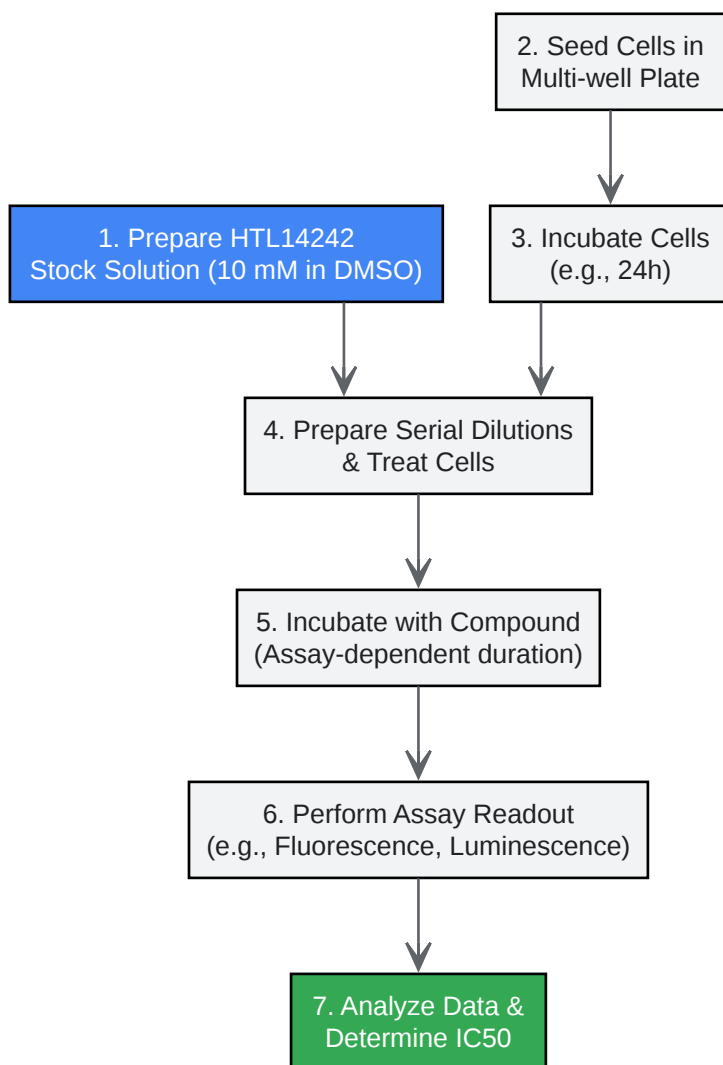 2. Seed Cells in
Multi-well Plate
1. Prepare HTL14242
Stock Solution (10 mM in DMSO)
3. Incubate Cells
(e.g., 24h)
4. Prepare Serial Dilutions
& Treat Cells
5. Incubate with Compound
(Assay-dependent duration)
6. Perform Assay Readout
(e.g., Fluorescence, Luminescence)
7. Analyze Data &
Determine IC50